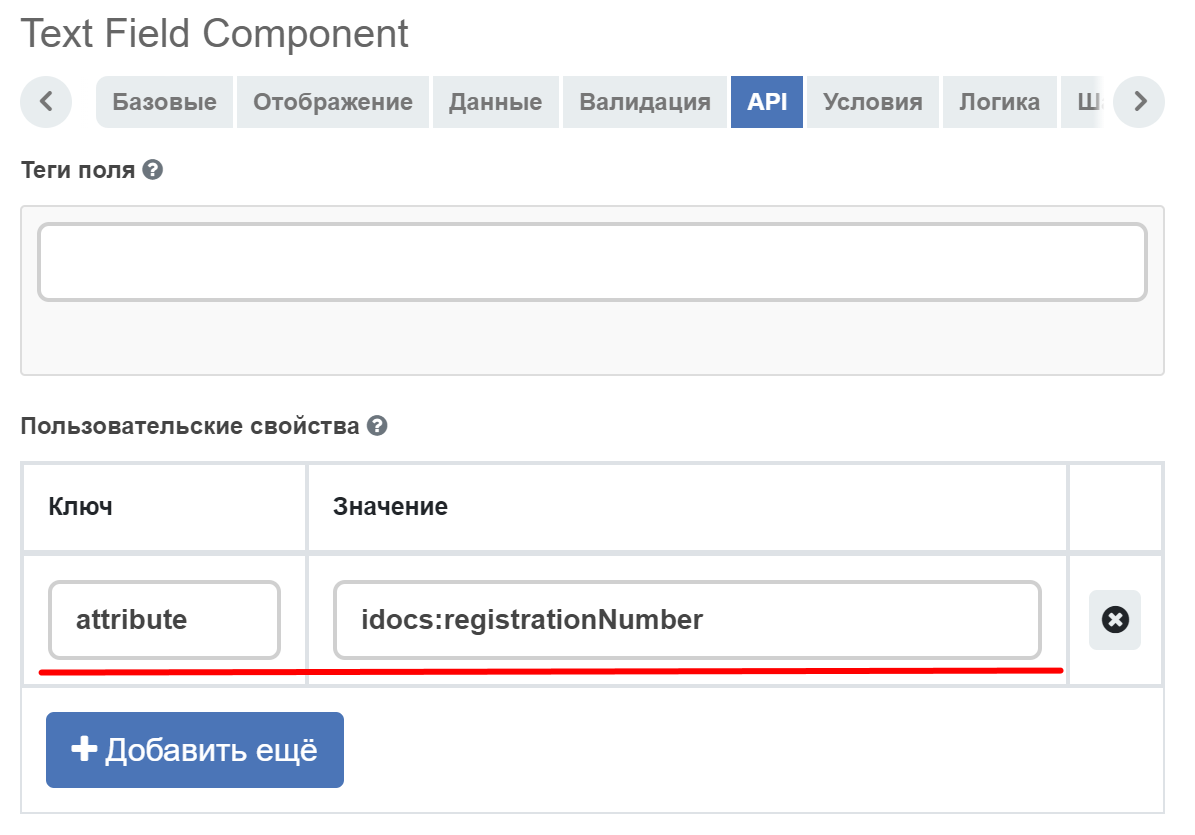 Text Field Component
Базовые Отображение Данные Валидация API Условия Логика
Теги поля
Пользовательские свойства
Ключ Значение
attribute idocs:registrationNumber
Добавить ещё